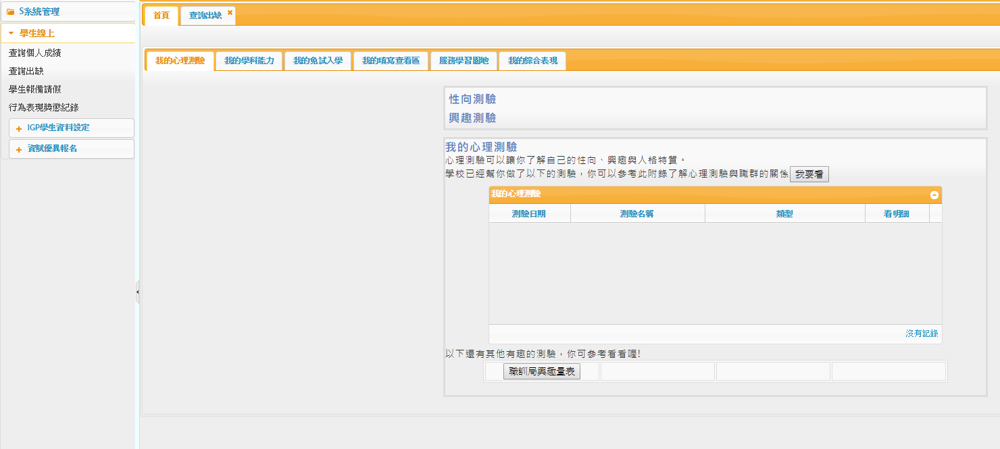 S系統管理
學生線上
查詢個人成績
查詢出缺
學生報備請假
行為表現獎懲紀錄
IGP學生資料設定
資賦優異報名
首頁
查詢出缺
我的心理測驗
我的學科能力
我的免試入學
我的填寫查看區
服務學習園地
我的綜合表現
性向測驗
興趣測驗
我的心理測驗
心理測驗可以讓你了解自己的性向、興趣與人格特質。
學校已經幫你做了以下的測驗，你可以參考此附錄了解心理測驗與職群的關係 我要看
我的心理測驗
測驗日期 測驗名稱 類型 看明細
沒有記錄
以下還有其他有趣的測驗，你可參考看看喔!
職訓局興趣量表